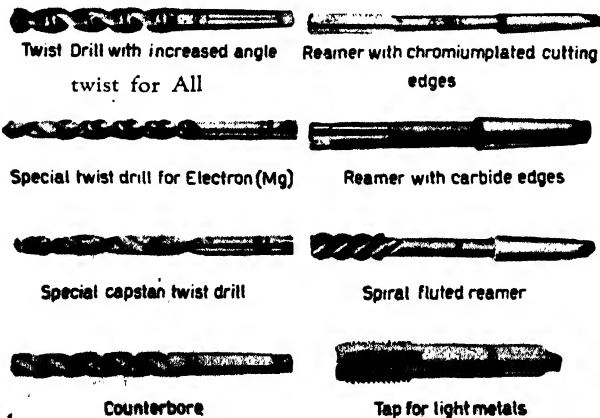 Twist Drill with increased angle
twist for All
Reamer with chromiumplated cutting
edges
Special twist drill for Electron (Mg)
Reamer with carbide edges
Special capstan twist drill
Spiral fluted reamer
Counterbore
Tap for light metals